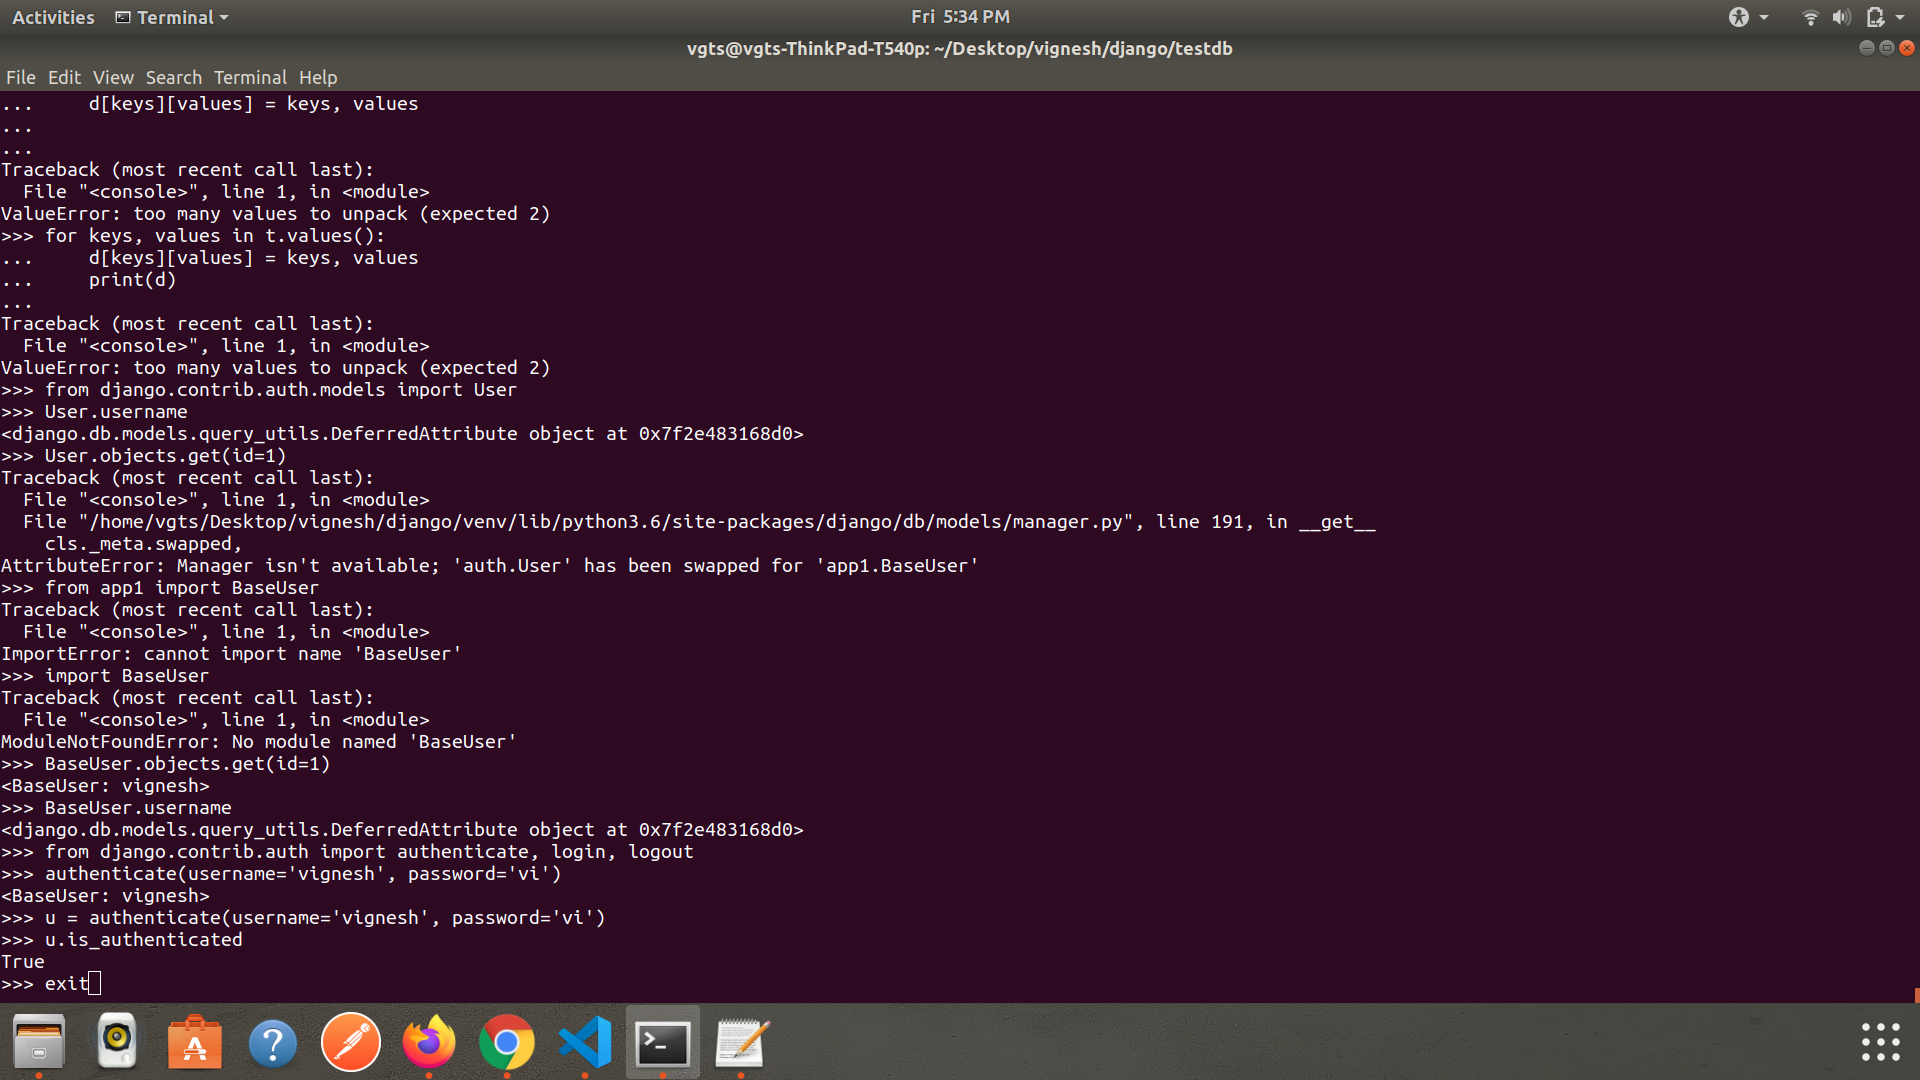 Activities Terminal Fri 5:34 PM
vgts@vgts-ThinkPad-T540p: ~/Desktop/vignesh/django/testdb
File Edit View Search Terminal Help
...     d[keys][values] = keys, values
...
...
Traceback (most recent call last):
  File "<console>", line 1, in <module>
ValueError: too many values to unpack (expected 2)
>>> for keys, values in t.values():
...     d[keys][values] = keys, values
...     print(d)
...
Traceback (most recent call last):
  File "<console>", line 1, in <module>
ValueError: too many values to unpack (expected 2)
>>> from django.contrib.auth.models import User
>>> User.username
<django.db.models.query_utils.DeferredAttribute object at 0x7f2e483168d0>
>>> User.objects.get(id=1)
Traceback (most recent call last):
  File "<console>", line 1, in <module>
  File "/home/vgts/Desktop/vignesh/django/venv/lib/python3.6/site-packages/django/db/models/manager.py", line 191, in __get__
    cls._meta.swapped,
AttributeError: Manager isn't available; 'auth.User' has been swapped for 'app1.BaseUser'
>>> from app1 import BaseUser
Traceback (most recent call last):
  File "<console>", line 1, in <module>
ImportError: cannot import name 'BaseUser'
>>> import BaseUser
Traceback (most recent call last):
  File "<console>", line 1, in <module>
ModuleNotFoundError: No module named 'BaseUser'
>>> BaseUser.objects.get(id=1)
<BaseUser: vignesh>
>>> BaseUser.username
<django.db.models.query_utils.DeferredAttribute object at 0x7f2e483168d0>
>>> from django.contrib.auth import authenticate, login, logout
>>> authenticate(username='vignesh', password='vi')
<BaseUser: vignesh>
>>> u = authenticate(username='vignesh', password='vi')
>>> u.is_authenticated
True
>>> exit